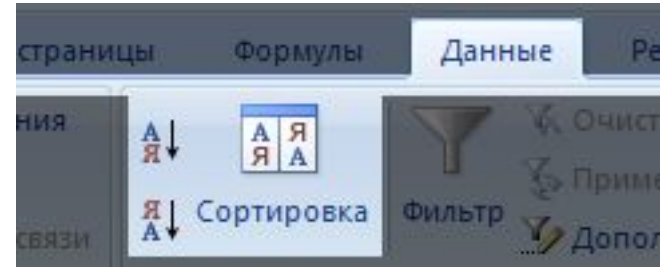 страницы Формулы Данные Ре
ния
А Я
А Я
Я А
Очист
Приме
Я А
Сортировка
Фильтр
Допол
связи